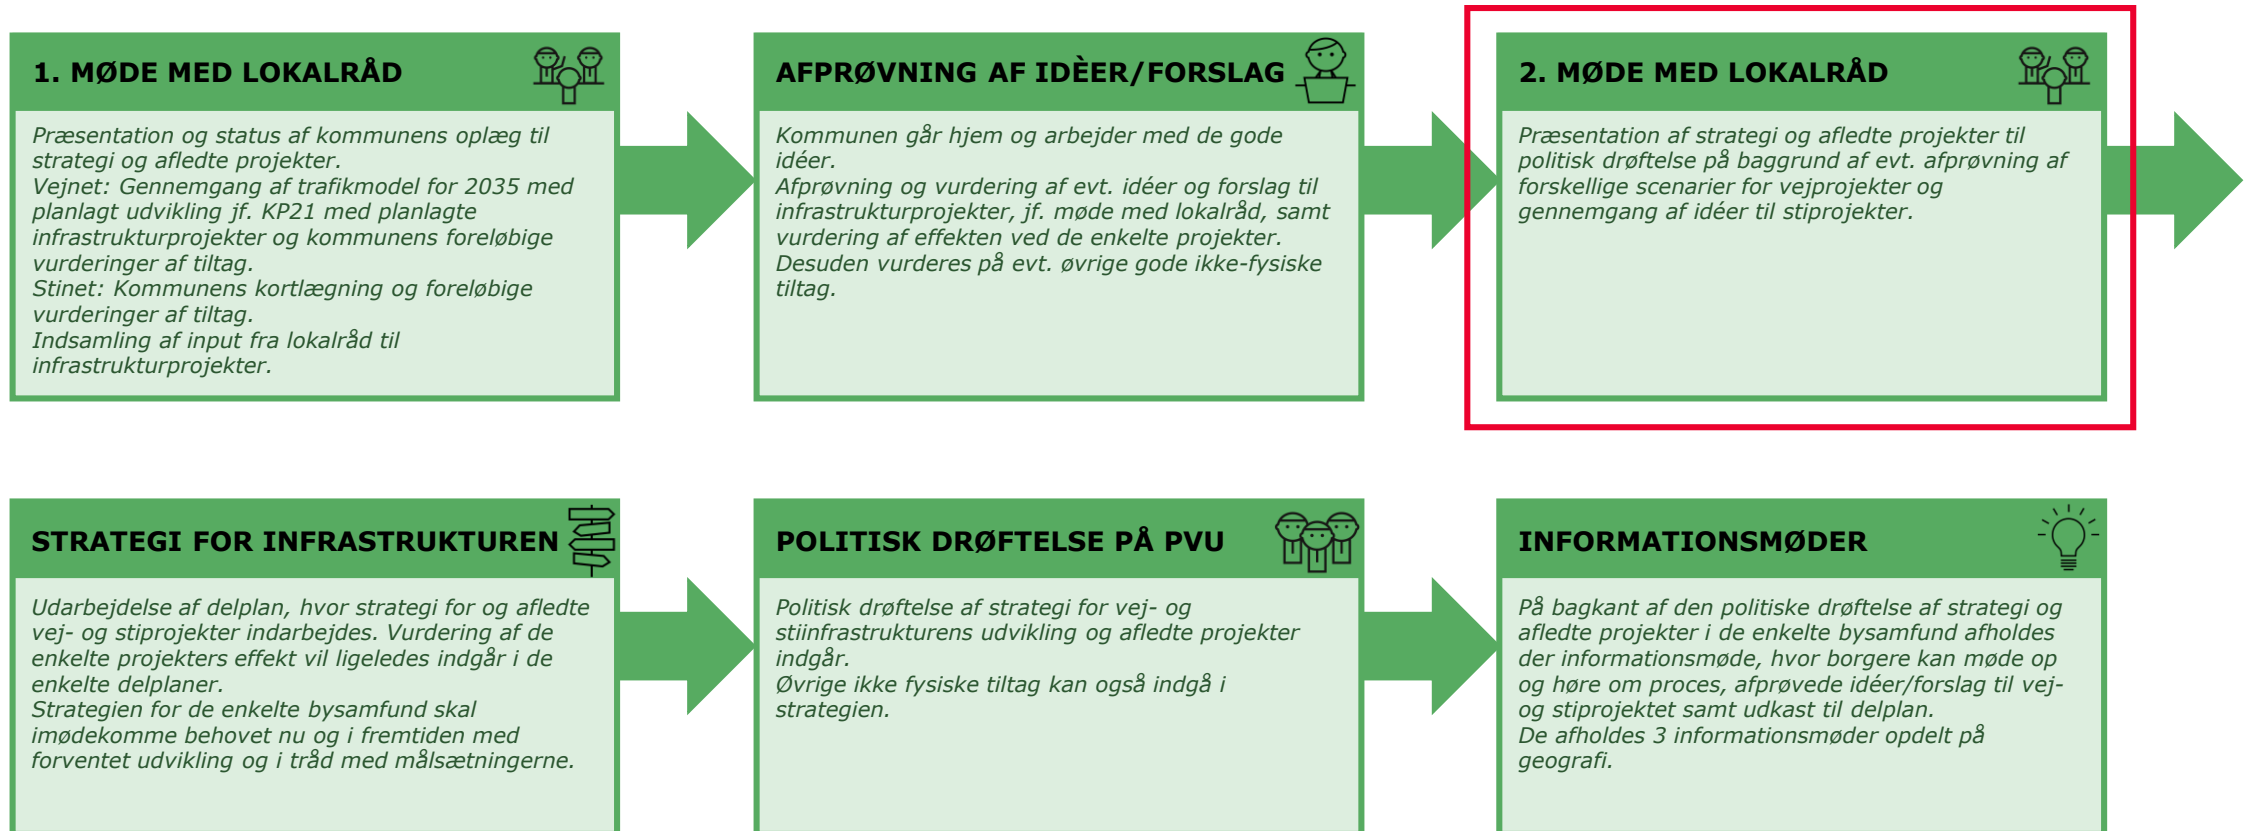 1. MØDE MED LOKALRÅD
Præsentation og status af kommunens oplæg til
strategi og afledte projekter.
Vejnet: Gennemgang af trafikmodel for 2035 med
planlagt udvikling jf. KP21 med planlagte
infrastrukturprojekter og kommunens foreløbige
vurderinger af tiltag.
Stinet: Kommunens kortlægning og foreløbige
vurderinger af tiltag.
Indsamling af input fra lokalråd til
infrastrukturprojekter.
AFPRØVNING AF IDÈER/FORSLAG
Kommunen går hjem og arbejder med de gode
idéer.
Afprøvning og vurdering af evt. idéer og forslag til
infrastrukturprojekter, jf. møde med lokalråd, samt
vurdering af effekten ved de enkelte projekter.
Desuden vurderes på evt. øvrige gode ikke-fysiske
tiltag.
2. MØDE MED LOKALRÅD
Præsentation af strategi og afledte projekter til
politisk drøftelse på baggrund af evt. afprøvning af
forskellige scenarier for vejprojekter og
gennemgang af idéer til stiprojekter.
STRATEGI FOR INFRASTRUKTUREN
Udarbejdelse af delplan, hvor strategi for og afledte
vej- og stiprojekter indarbejdes. Vurdering af de
enkelte projekters effekt vil ligeledes indgår i de
enkelte delplaner.
Strategien for de enkelte bysamfund skal
imødekomme behovet nu og i fremtiden med
forventet udvikling og i tråd med målsætningerne.
POLITISK DRØFTELSE PÅ PVU
Politisk drøftelse af strategi for vej- og
stiinfrastrukturens udvikling og afledte projekter
indgår.
Øvrige ikke fysiske tiltag kan også indgå i
strategien.
INFORMATIONSMØDER
På bagkant af den politiske drøftelse af strategi og
afledte projekter i de enkelte bysamfund afholdes
der informationsmøde, hvor borgere kan møde op
og høre om proces, afprøvede idéer/forslag til vej-
og stiprojektet samt udkast til delplan.
De afholdes 3 informationsmøder opdelt på
geografi.